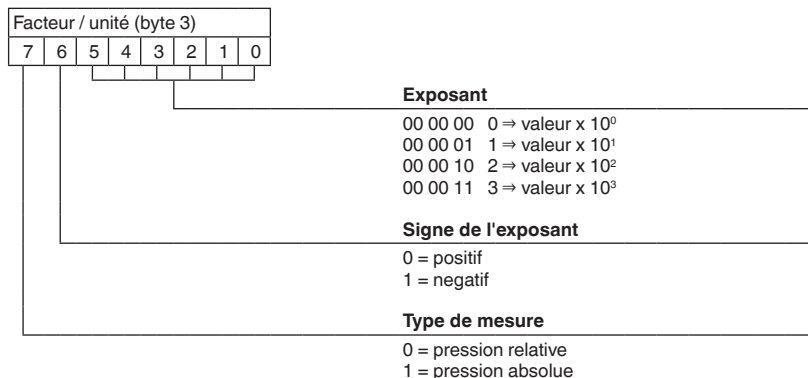 Facteur / unité (byte 3)
7 6 5 4 3 2 1 0
Exposant
00 00 00 0 ⇒ valeur x 10⁰
00 00 01 1 ⇒ valeur x 10¹
00 00 10 2 ⇒ valeur x 10²
00 00 11 3 ⇒ valeur x 10³
Signe de l'exposant
0 = positif
1 = negatif
Type de mesure
0 = pression relative
1 = pression absolue